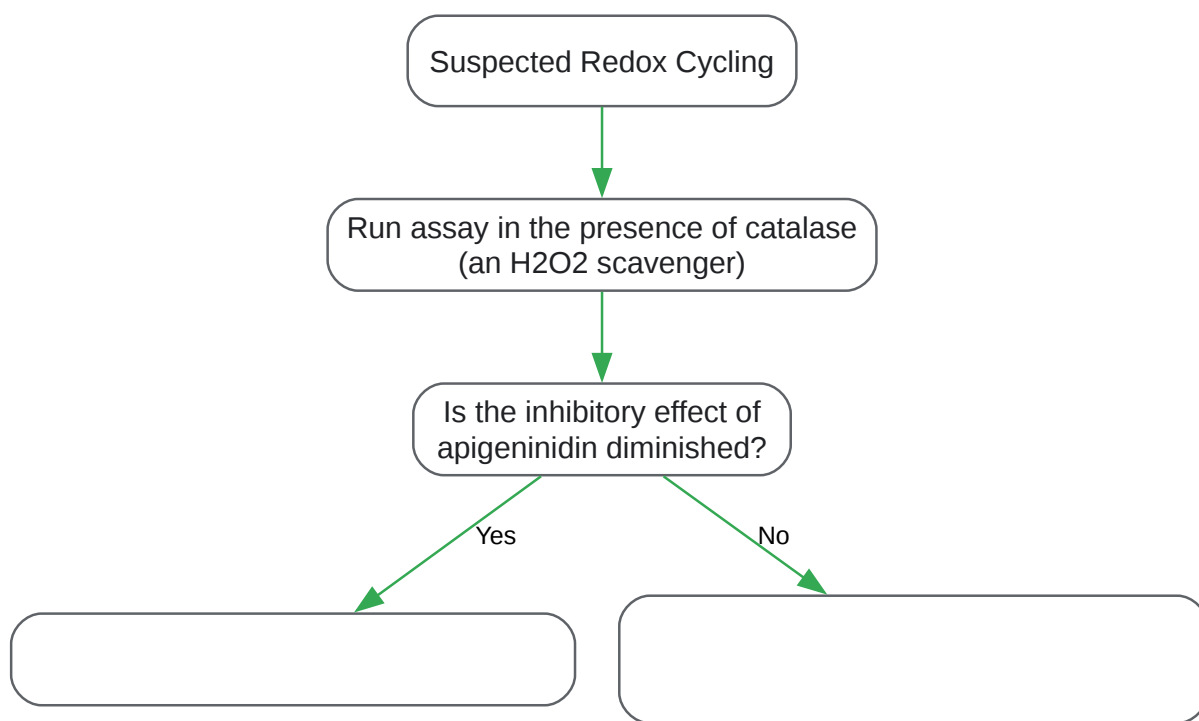 Suspected Redox Cycling
Run assay in the presence of catalase
(an H2O2 scavenger)
Is the inhibitory effect of
apigeninidin diminished?
Yes
No